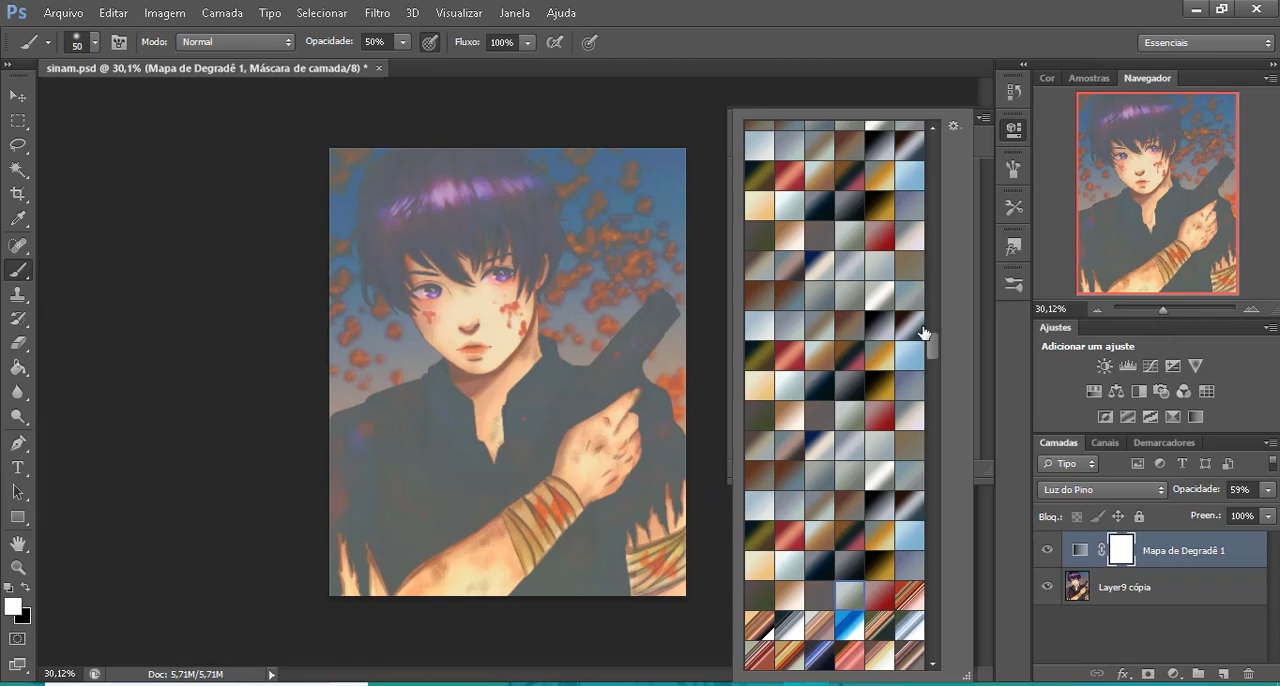 Ps Arquivo Editar Imagem Camada Tipo Selecionar Filtro 3D Visualizar Janela Ajuda
50 Modo: Normal Opacidade: 50% Fluxo: 100% Essenciais
sinam.psd @ 30,1% (Mapa de Degradê 1, Máscara de camada/8) * ×
Cor Amostras Navegador
30,12%
Ajustes
Adicionar um ajuste
Camadas Canais Demarcadores
Tipo
Luz do Pino Opacidade: 59%
Bloq.: Preen.: 100%
Mapa de Degradê 1
Layer9 cópia
30,12% Doc: 5,71M/5,71M